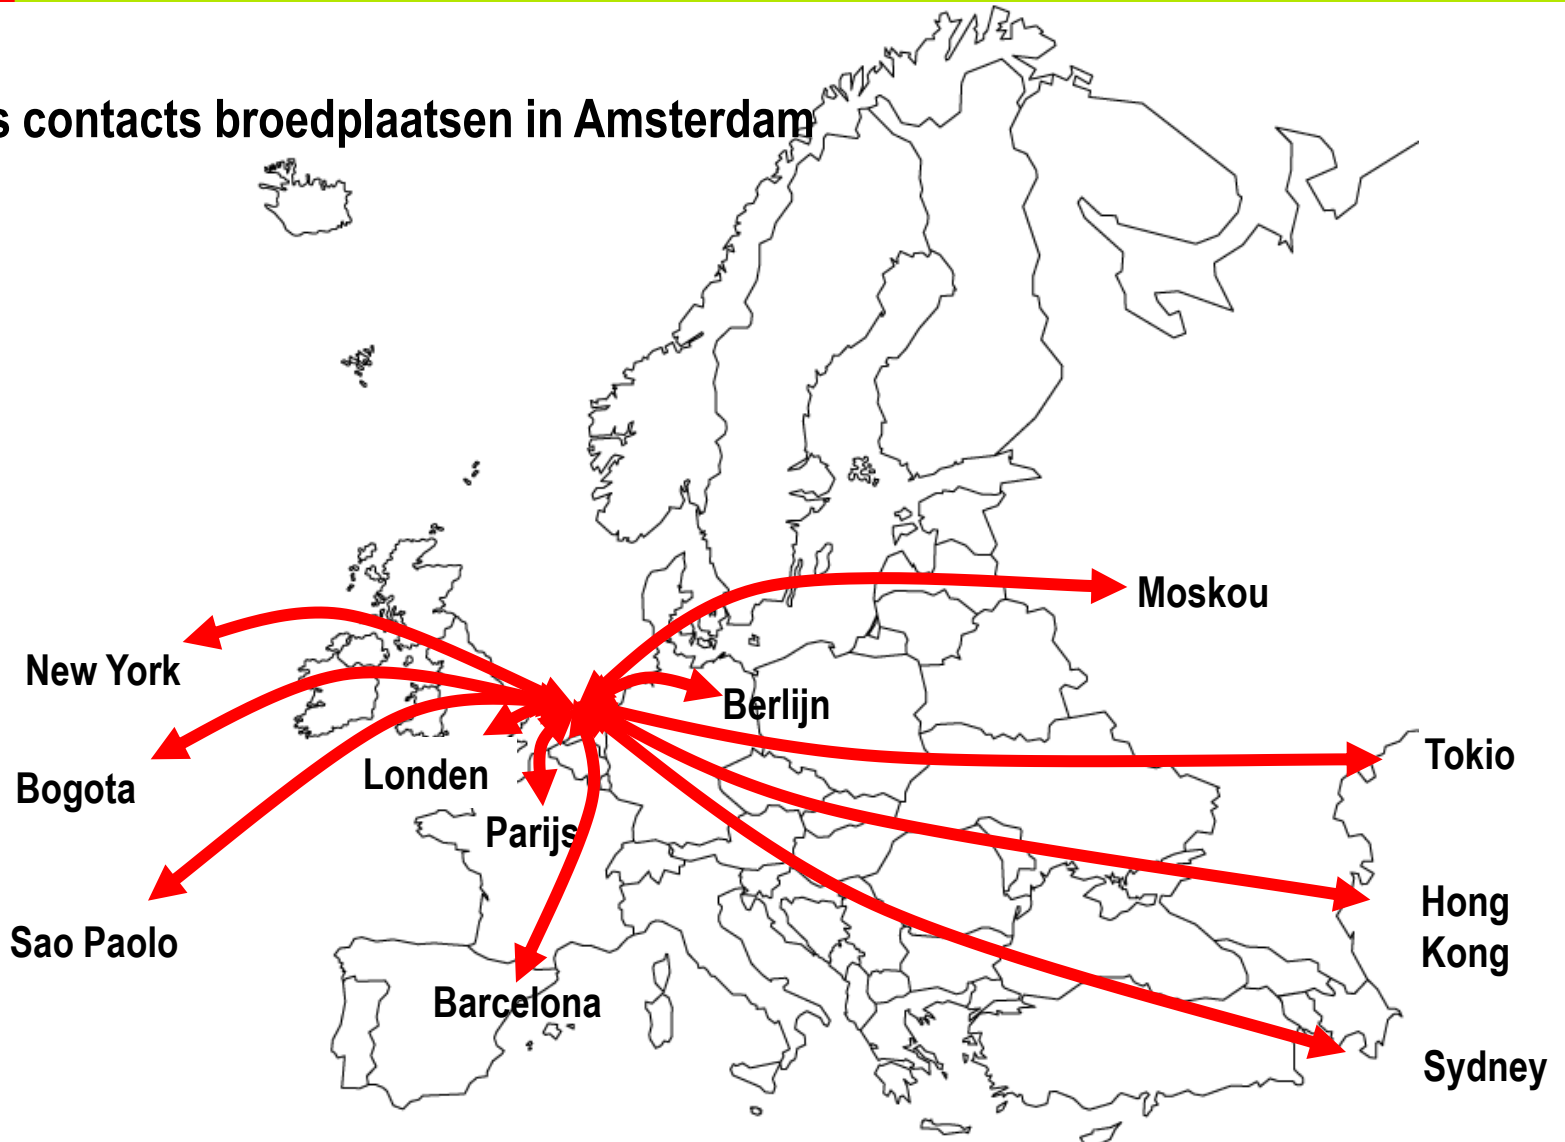 s contacts broedplaatsen in Amsterdam
Moskou
New York
Berlijn
Tokio
Londen
Bogota
Parijs
Hong
Kong
Sao Paolo
Barcelona
Sydney